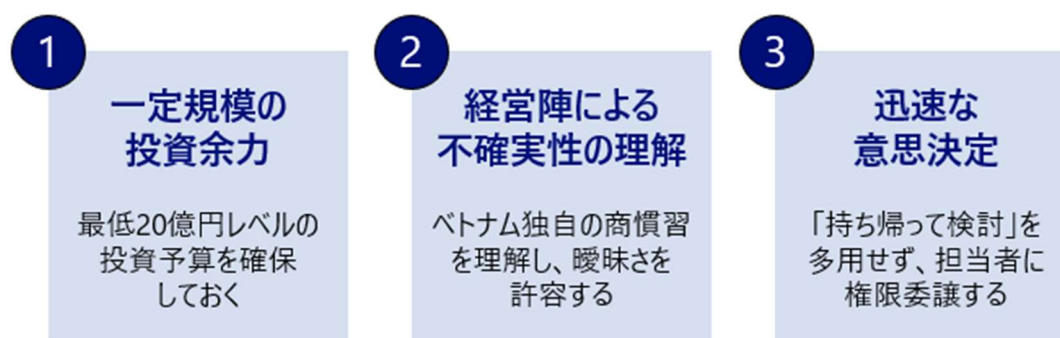 1
一定規模の
投資余力
最低20億円レベルの
投資予算を確保
しておく
2
経営陣による
不確実性の理解
ベトナム独自の商慣習
を理解し、曖昧さを
許容する
3
迅速な
意思決定
「持ち帰って検討」を
多用せず、担当者に
権限委譲する